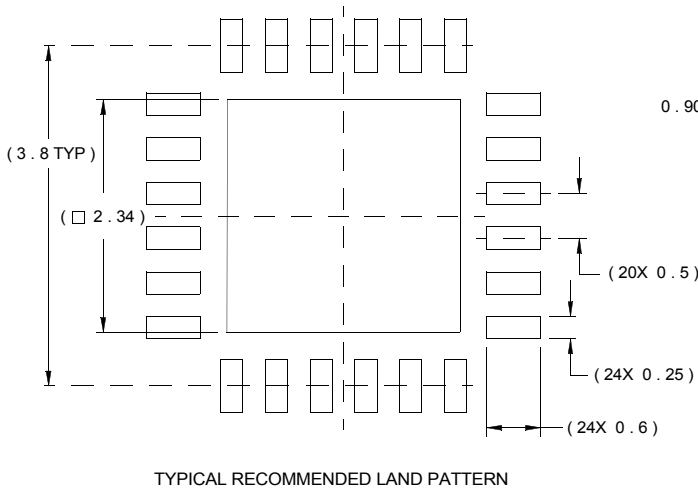 0.90
(3.8 TYP)
(□ 2.34)
(20X 0.5)
(24X 0.25)
(24X 0.6)
TYPICAL RECOMMENDED LAND PATTERN